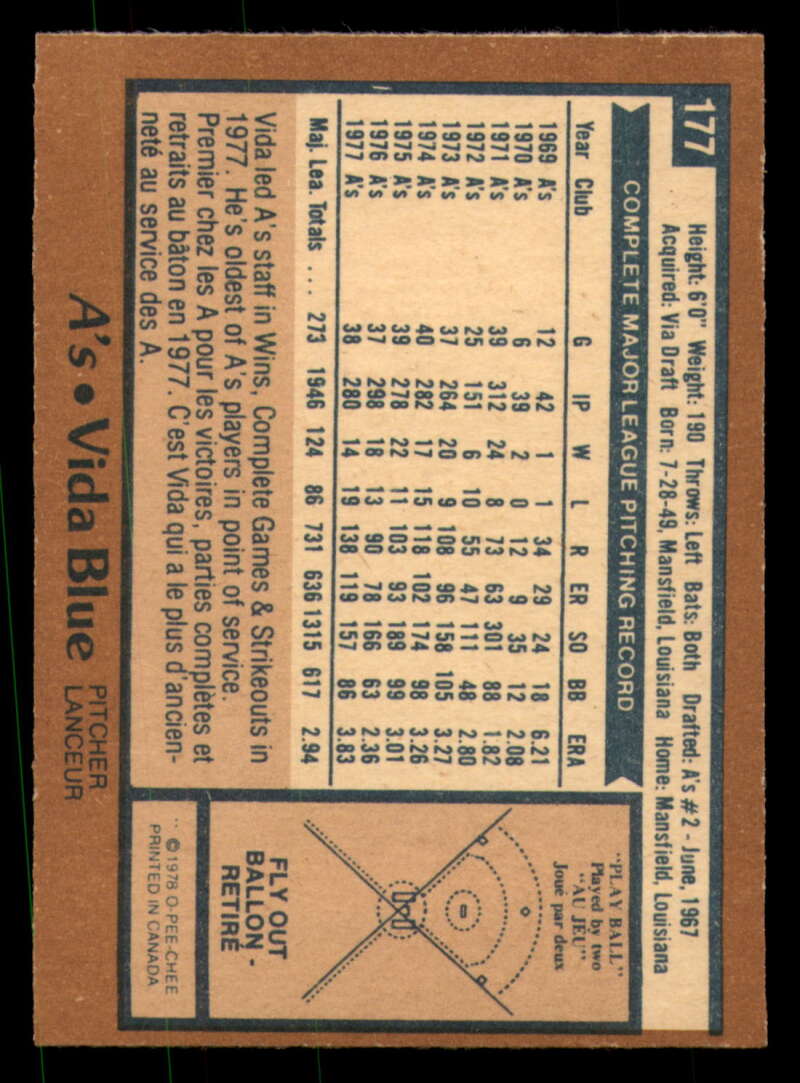 177
Height: 6'0" Weight: 190 Throws: Left Bats: Both Drafted: A's #2 - June, 1967
Acquired: Via Draft Born: 7-28-49, Mansfield, Louisiana Home: Mansfield, Louisiana
COMPLETE MAJOR LEAGUE PITCHING RECORD
Year Club G IP W L R ER SO BB ERA
1969 A's 12 42 1 1 34 29 24 18 6.21
1970 A's 6 39 2 0 12 9 35 12 2.08
1971 A's 39 312 24 8 73 63 301 88 1.82
1972 A's 25 151 6 10 55 47 111 48 2.80
1973 A's 37 264 20 9 108 96 158 105 3.27
1974 A's 40 282 17 15 118 102 174 98 3.26
1975 A's 39 278 22 11 103 93 189 99 3.01
1976 A's 37 298 18 13 90 78 166 63 2.36
1977 A's 38 280 14 19 138 119 157 86 3.83
Maj. Lea. Totals .... 273 1946 124 86 731 636 1315 617 2.94
Vida led A's staff in Wins, Complete Games & Strikeouts in
1977. He's oldest of A's players in point of service.
Premier chez les A pour les victoires, parties complètes et
retraits au bâton en 1977. C'est Vida qui a le plus d'ancien-
neté au service des A.
"PLAY BALL"
Played by two
"AU JEU"
Joué par deux
FLY OUT
BALLON -
RETIRÉ
©1978 O-PEE-CHEE
PRINTED IN CANADA
A's • Vida Blue PITCHER
LANCEUR